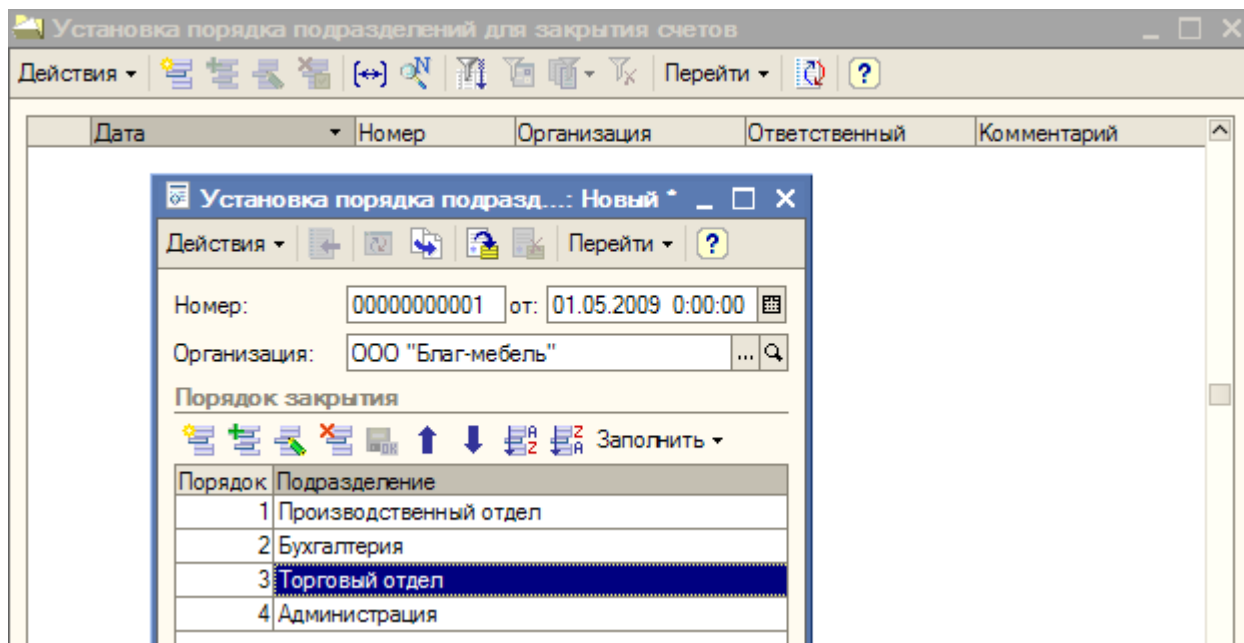 Установка порядка подразделений для закрытия счетов
Действия Перейти ?
Дата Номер Организация Ответственный Комментарий
Установка порядка подразд...: Новый *
Действия Перейти ?
Номер: 00000000001 от: 01.05.2009 0:00:00
Организация: ООО "Благ-мебель" ...
Порядок закрытия
Заполнить
Порядок Подразделение
1 Производственный отдел
2 Бухгалтерия
3 Торговый отдел
4 Администрация